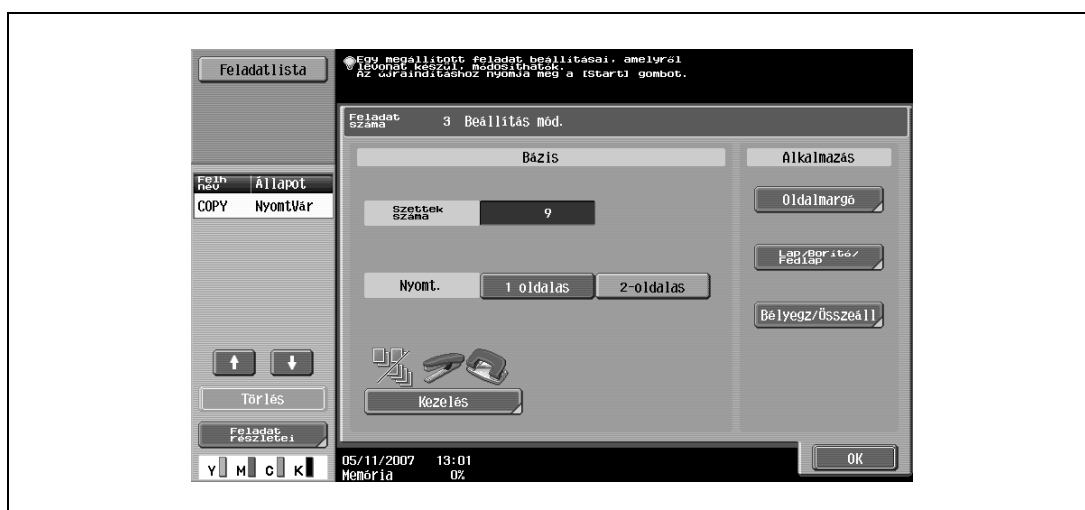 Feladatlista
Egy megállított feladat beállításai, amelyről
levonat készül, módosíthatók.
Az újraindításhoz nyomja meg a [Start] gombot.
Feladat
száma 3 Beállítás mód.
Bázis
Alkalmazás
Felh
név Állapot
COPY NyomtVár
Szettek
száma 9
Nyomt. 1 oldalas 2-oldalas
Kezelés
Oldalmargó
Lap/Borító/
Fedlap
Bélyegz/Összeáll
Törlés
Feladat
részletei
Y M C K
05/11/2007 13:01
Memória 0%
OK